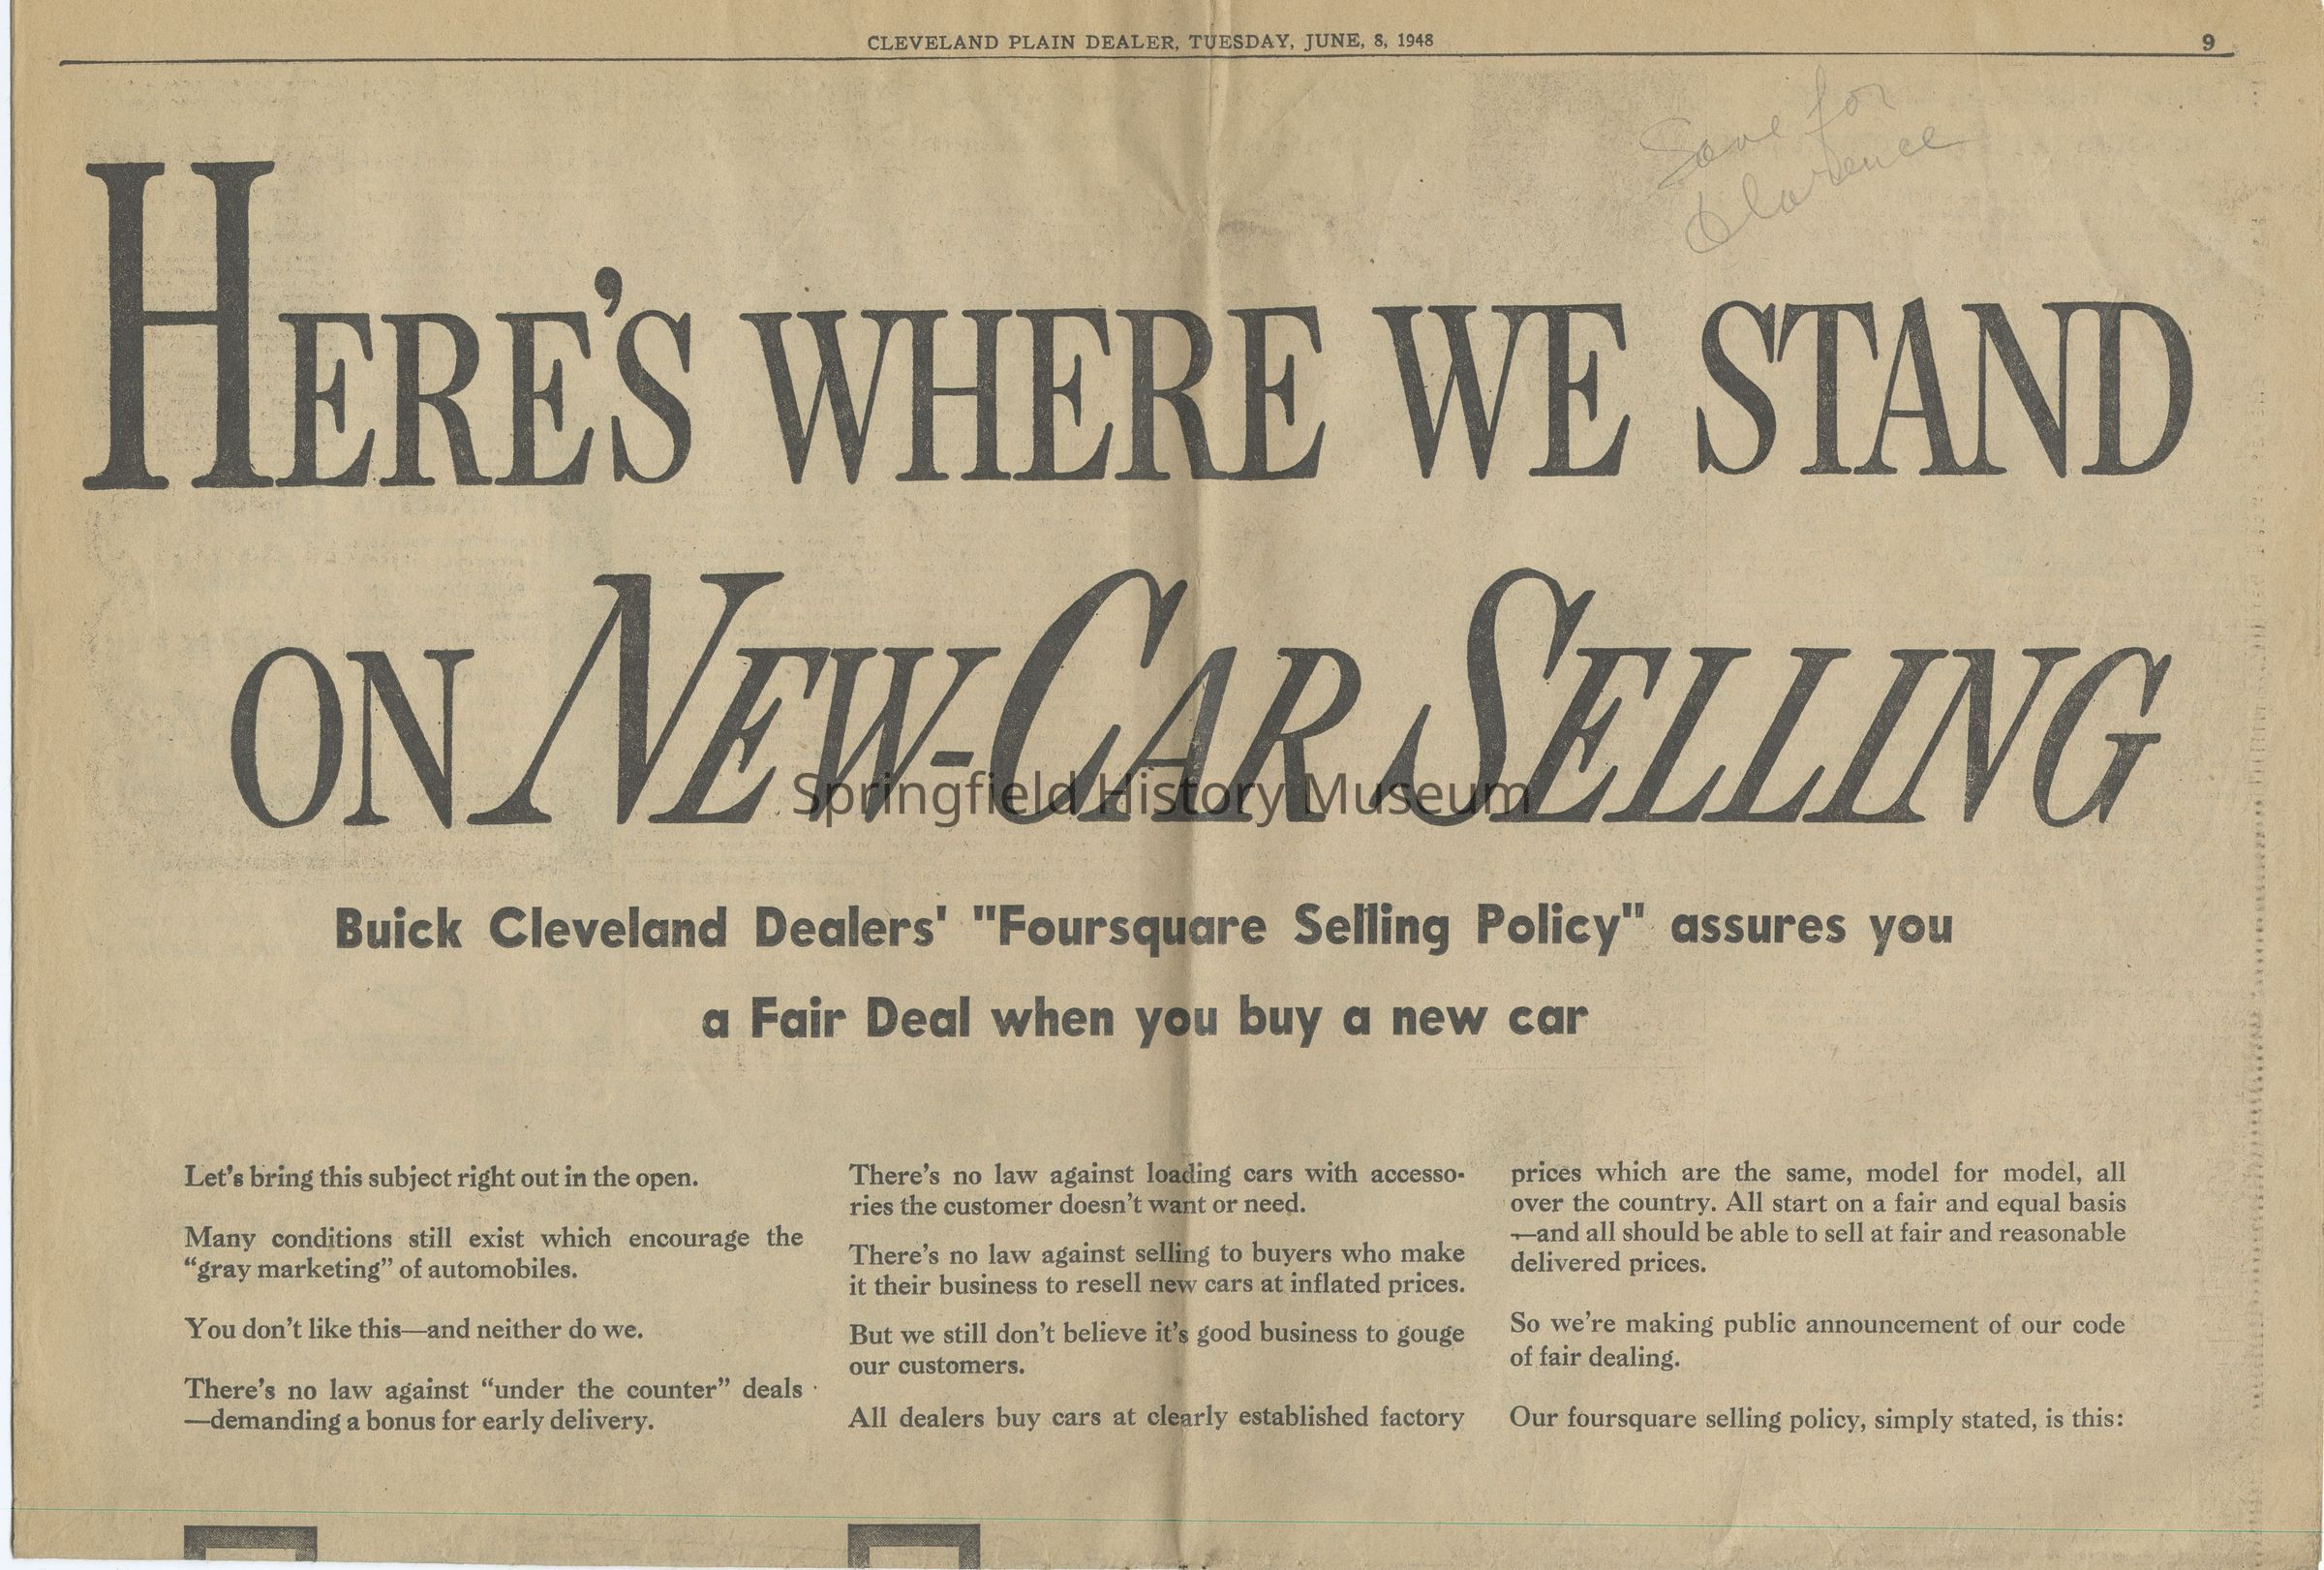 CLEVELAND PLAIN DEALER, TUESDAY, JUNE, 8, 1948
9
Save for
Clarence
HERE'S WHERE WE STAND
ON NEW-CAR SELLING
Springfield History Museum
Buick Cleveland Dealers' "Foursquare Selling Policy" assures you
a Fair Deal when you buy a new car
Let's bring this subject right out in the open.
Many conditions still exist which encourage the
“gray marketing” of automobiles.
You don't like this—and neither do we.
There's no law against “under the counter” deals
—demanding a bonus for early delivery.
There's no law against loading cars with accesso-
ries the customer doesn't want or need.
There's no law against selling to buyers who make
it their business to resell new cars at inflated prices.
But we still don't believe it's good business to gouge
our customers.
All dealers buy cars at clearly established factory
prices which are the same, model for model, all
over the country. All start on a fair and equal basis
—and all should be able to sell at fair and reasonable
delivered prices.
So we're making public announcement of our code
of fair dealing.
Our foursquare selling policy, simply stated, is this: